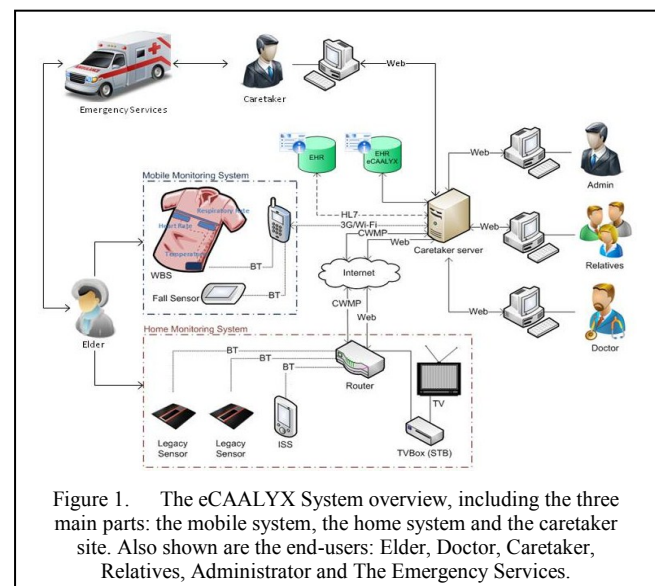 Emergency Services
Caretaker
Web
EHR
EHR
eCAALYX
Mobile Monitoring System
Respiratory Rate
Heart Rate
Temperature
WBS
BT
Fall Sensor
BT
HL7
3G/Wi-Fi
CWMP
Web
Caretaker server
Web
Admin
Web
Relatives
Web
Doctor
Internet
Elder
CWMP
Web
Home Monitoring System
BT
BT
BT
Router
TV
Legacy
Sensor
Legacy
Sensor
ISS
TVBox (STB)
Figure 1. The eCAALYX System overview, including the three
main parts: the mobile system, the home system and the caretaker
site. Also shown are the end-users: Elder, Doctor, Caretaker,
Relatives, Administrator and The Emergency Services.